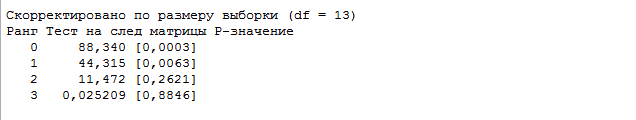 Скорректировано по размеру выборки (df = 13)
Ранг Тест на след матрицы P-значение
0 88,340 [0,0003]
1 44,315 [0,0063]
2 11,472 [0,2621]
3 0,025209 [0,8846]